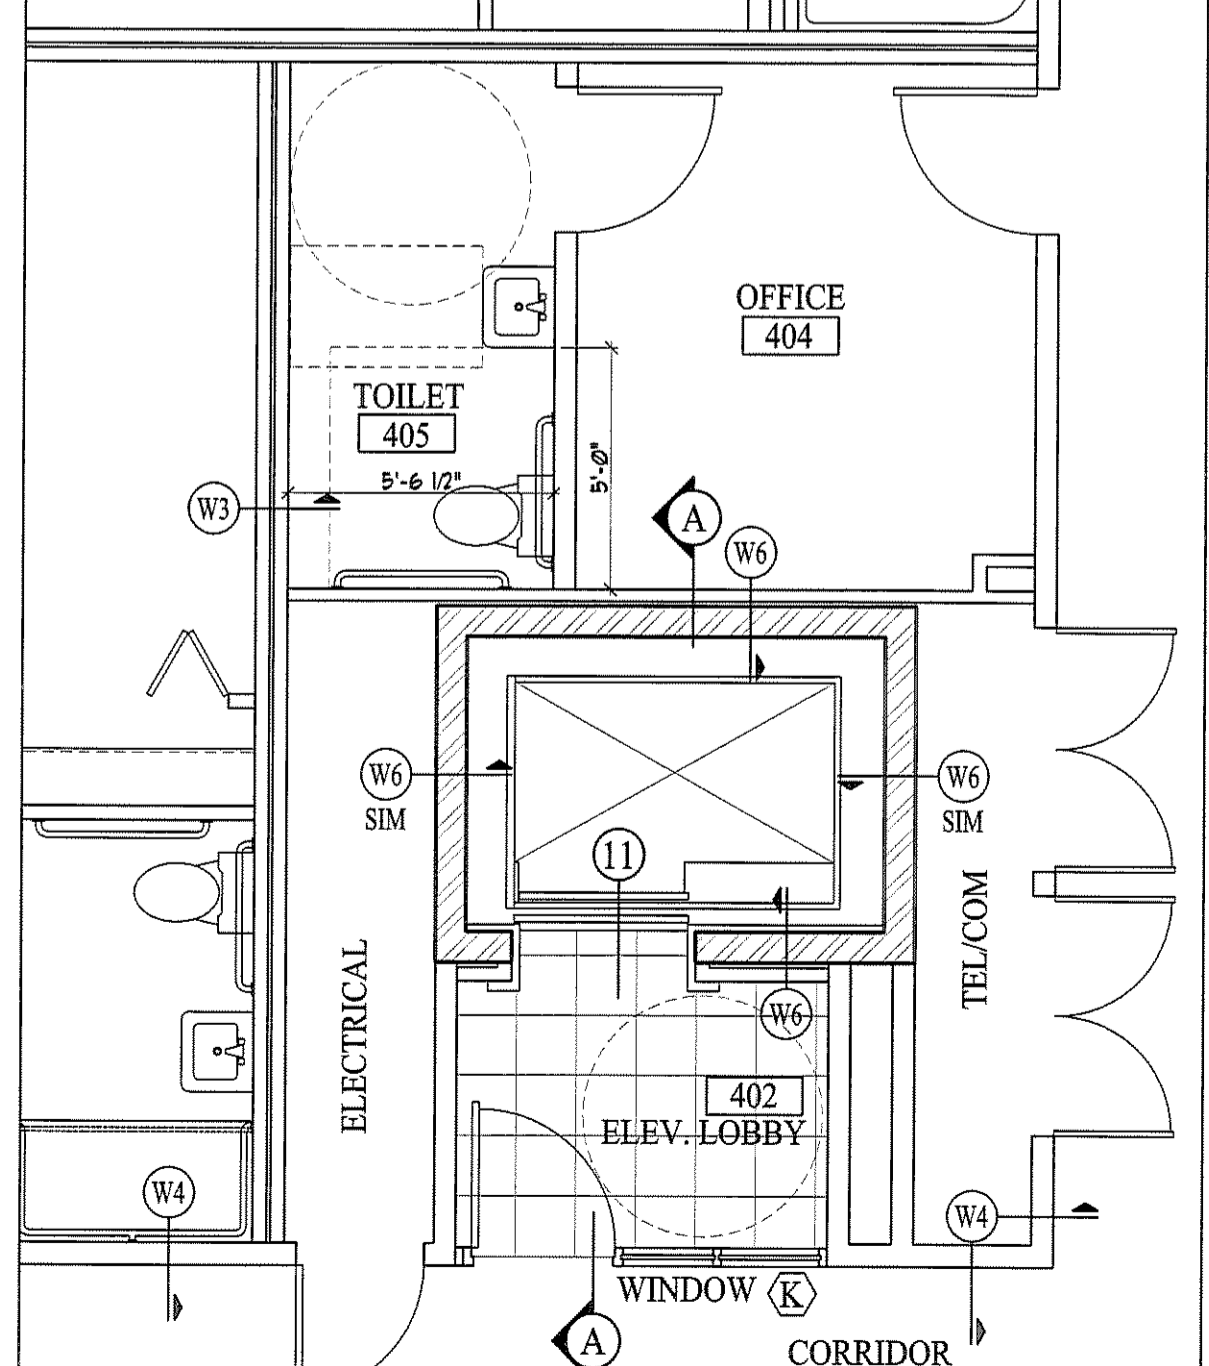 OFFICE
404
TOILET
405
5'-6 1/2"
5'-0"
W3
A
W6
W6
SIM
W6
SIM
11
TEL/COM
ELECTRICAL
W6
402
ELEV. LOBBY
W4
W4
WINDOW K
A
CORRIDOR